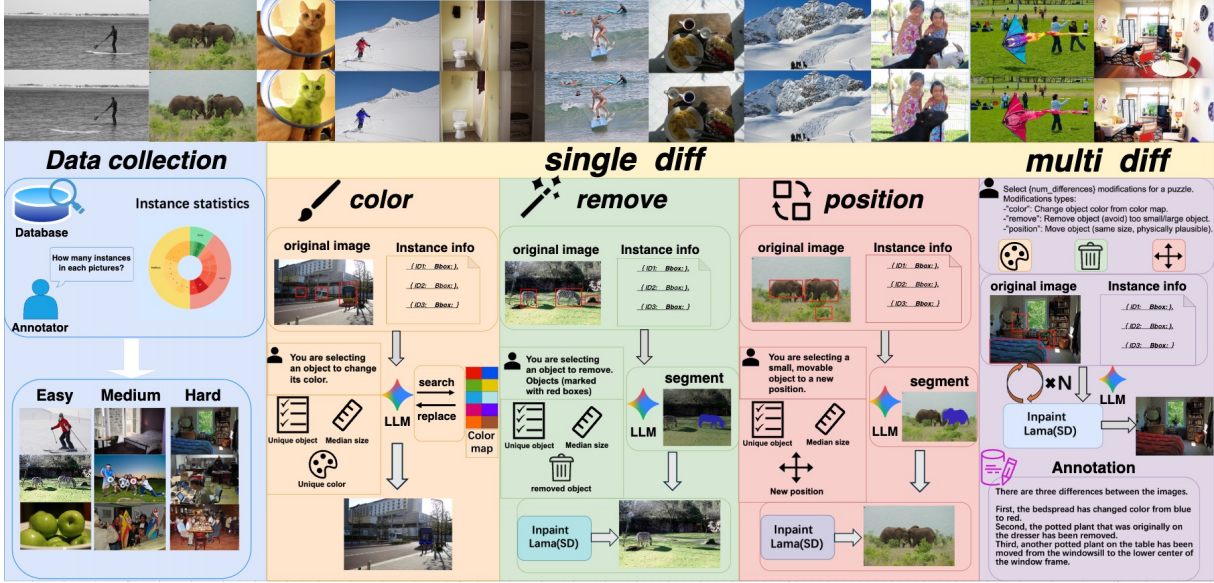 Data collection
single diff
multi diff
Database
Instance statistics
How many instances
in each pictures?
Annotator
Easy
Medium
Hard
color
original image
Instance info
{ ID1: Bbox: },
{ ID2: Bbox: },
{ ID3: Bbox: }
You are selecting
an object to change
its color.
Unique object
Median size
Unique color
LLM
search
replace
Color
map
remove
original image
Instance info
{ ID1: Bbox: },
{ ID2: Bbox: },
{ ID3: Bbox: }
You are selecting
an object to remove.
Objects (marked
with red boxes)
Unique object
Median size
removed object
LLM
segment
Inpaint
Lama(SD)
position
original image
Instance info
{ ID1: Bbox: },
{ ID2: Bbox: },
{ ID3: Bbox: }
You are selecting a
small, movable
object to a new
position.
Unique object
Median size
New position
LLM
segment
Inpaint
Lama(SD)
Select {num_differences} modifications for a puzzle.
Modifications types:
-"color": Change object color from color map.
-"remove": Remove object (avoid) too small/large object.
-"position": Move object (same size, physically plausible).
original image
Instance info
{ ID1: Bbox: },
{ ID2: Bbox: },
{ ID3: Bbox: }
×N
LLM
Inpaint
Lama(SD)
Annotation
There are three differences between the images.
First, the bedspread has changed color from blue
to red.
Second, the potted plant that was originally on
the dresser has been removed.
Third, another potted plant on the table has been
moved from the windowsill to the lower center of
the window frame.